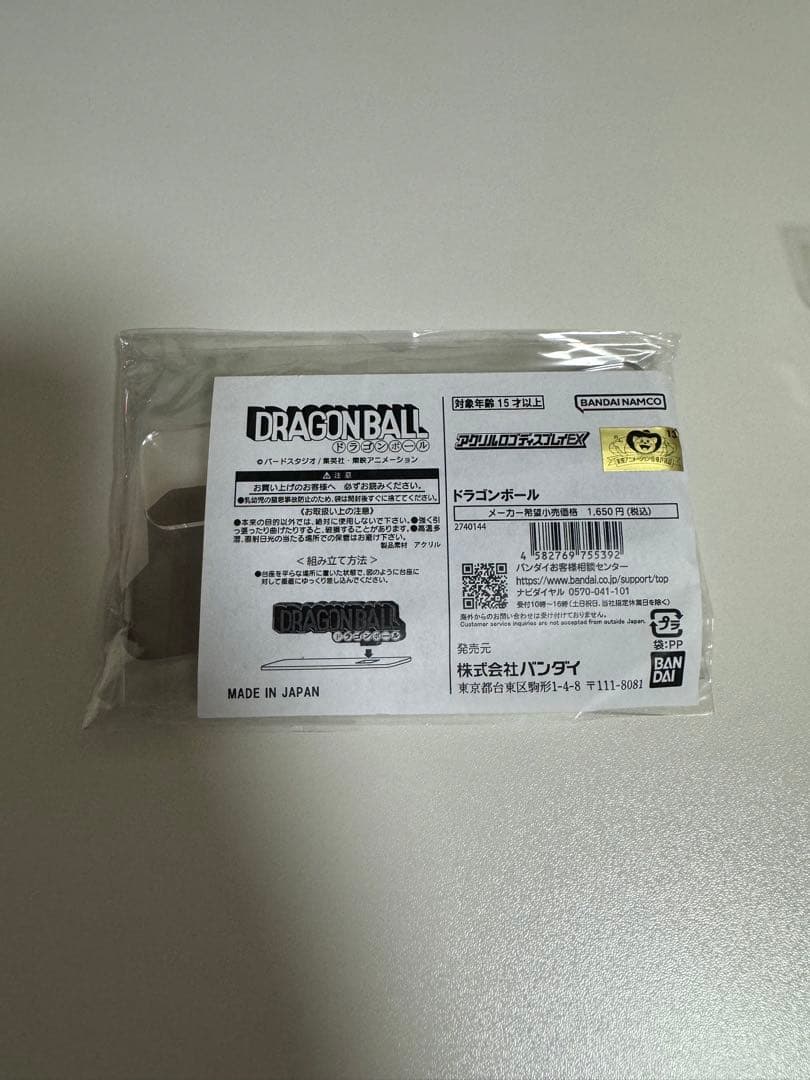 DRAGONBALL
ドラゴンボール
©バードスタジオ/集英社・東映アニメーション
⚠注意
お買い上げのお客様へ 必ずお読みください。
●乳幼児の窒息事故防止のため、袋は開封後すぐに捨ててください。
《お取扱い上の注意》
●本来の目的以外では、絶対に使用しないで下さい。●強く引
っ張ったり曲げたりすると、破損することがあります。●高温多
湿、直射日光の当たる場所での保管はお避け下さい。
製品素材 アクリル
<組み立て方法>
●台座を平らな場所に置いた状態で、図のように台座に
対して垂直にゆっくり差し込んでください。
DRAGONBALL
ドラゴンボール
MADE IN JAPAN
対象年齢15才以上
BANDAI NAMCO
アクリルロゴディスプレイEX
ドラゴンボール
メーカー希望小売価格 1,650円(税込)
2740144
4 582769 755392
バンダイお客様相談センター
https://www.bandai.co.jp/support/top
ナビダイヤル 0570-041-101
受付10時~16時(土日祝日、当社指定休業日を除く)
海外からのお問い合わせは受け付けておりません。
Customer service inquiries are not accepted from outside Japan.
プラ
袋:PP
発売元
株式会社バンダイ
東京都台東区駒形1-4-8 〒111-8081
BAN
DAI